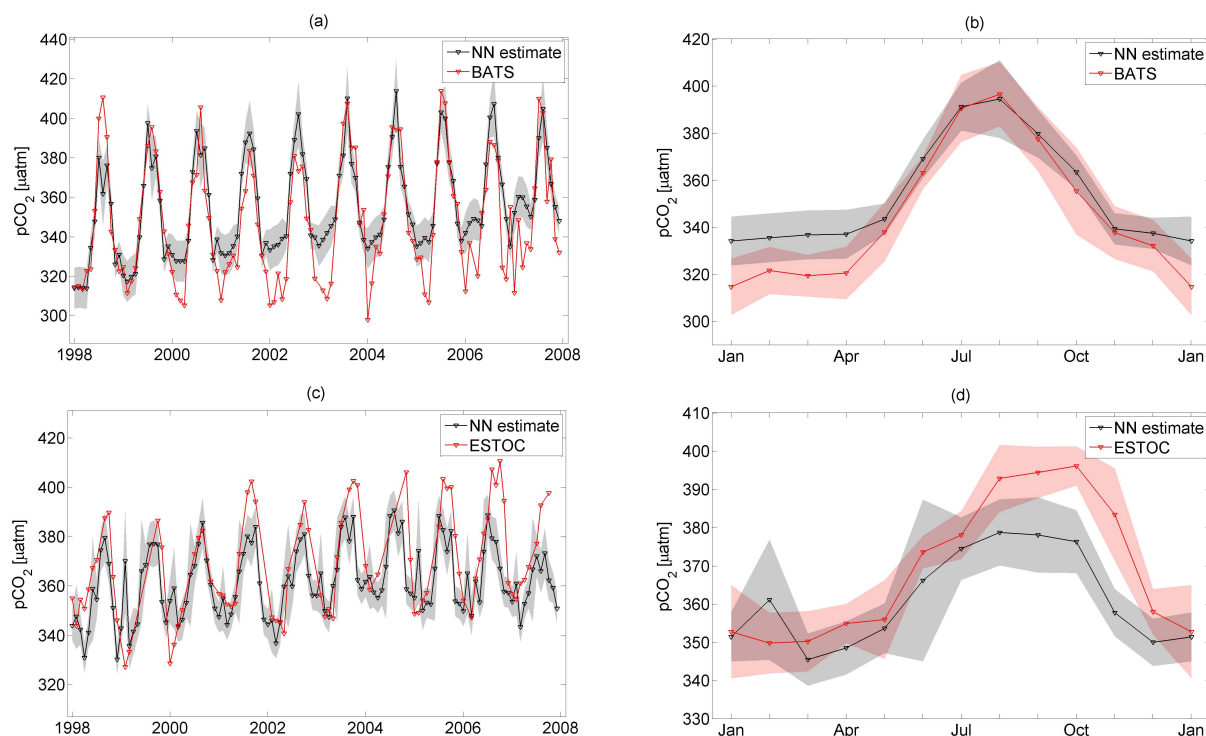 (a)
440
420
400
380
360
340
320
300
pCO₂ [µatm]
NN estimate
BATS
1998
2000
2002
2004
2006
2008
(b)
420
400
380
360
340
320
300
pCO₂ [µatm]
NN estimate
BATS
Jan
Apr
Jul
Oct
Jan
(c)
420
400
380
360
340
320
pCO₂ [µatm]
NN estimate
ESTOC
1998
2000
2002
2004
2006
2008
(d)
410
400
390
380
370
360
350
340
330
pCO₂ [µatm]
NN estimate
ESTOC
Jan
Apr
Jul
Oct
Jan